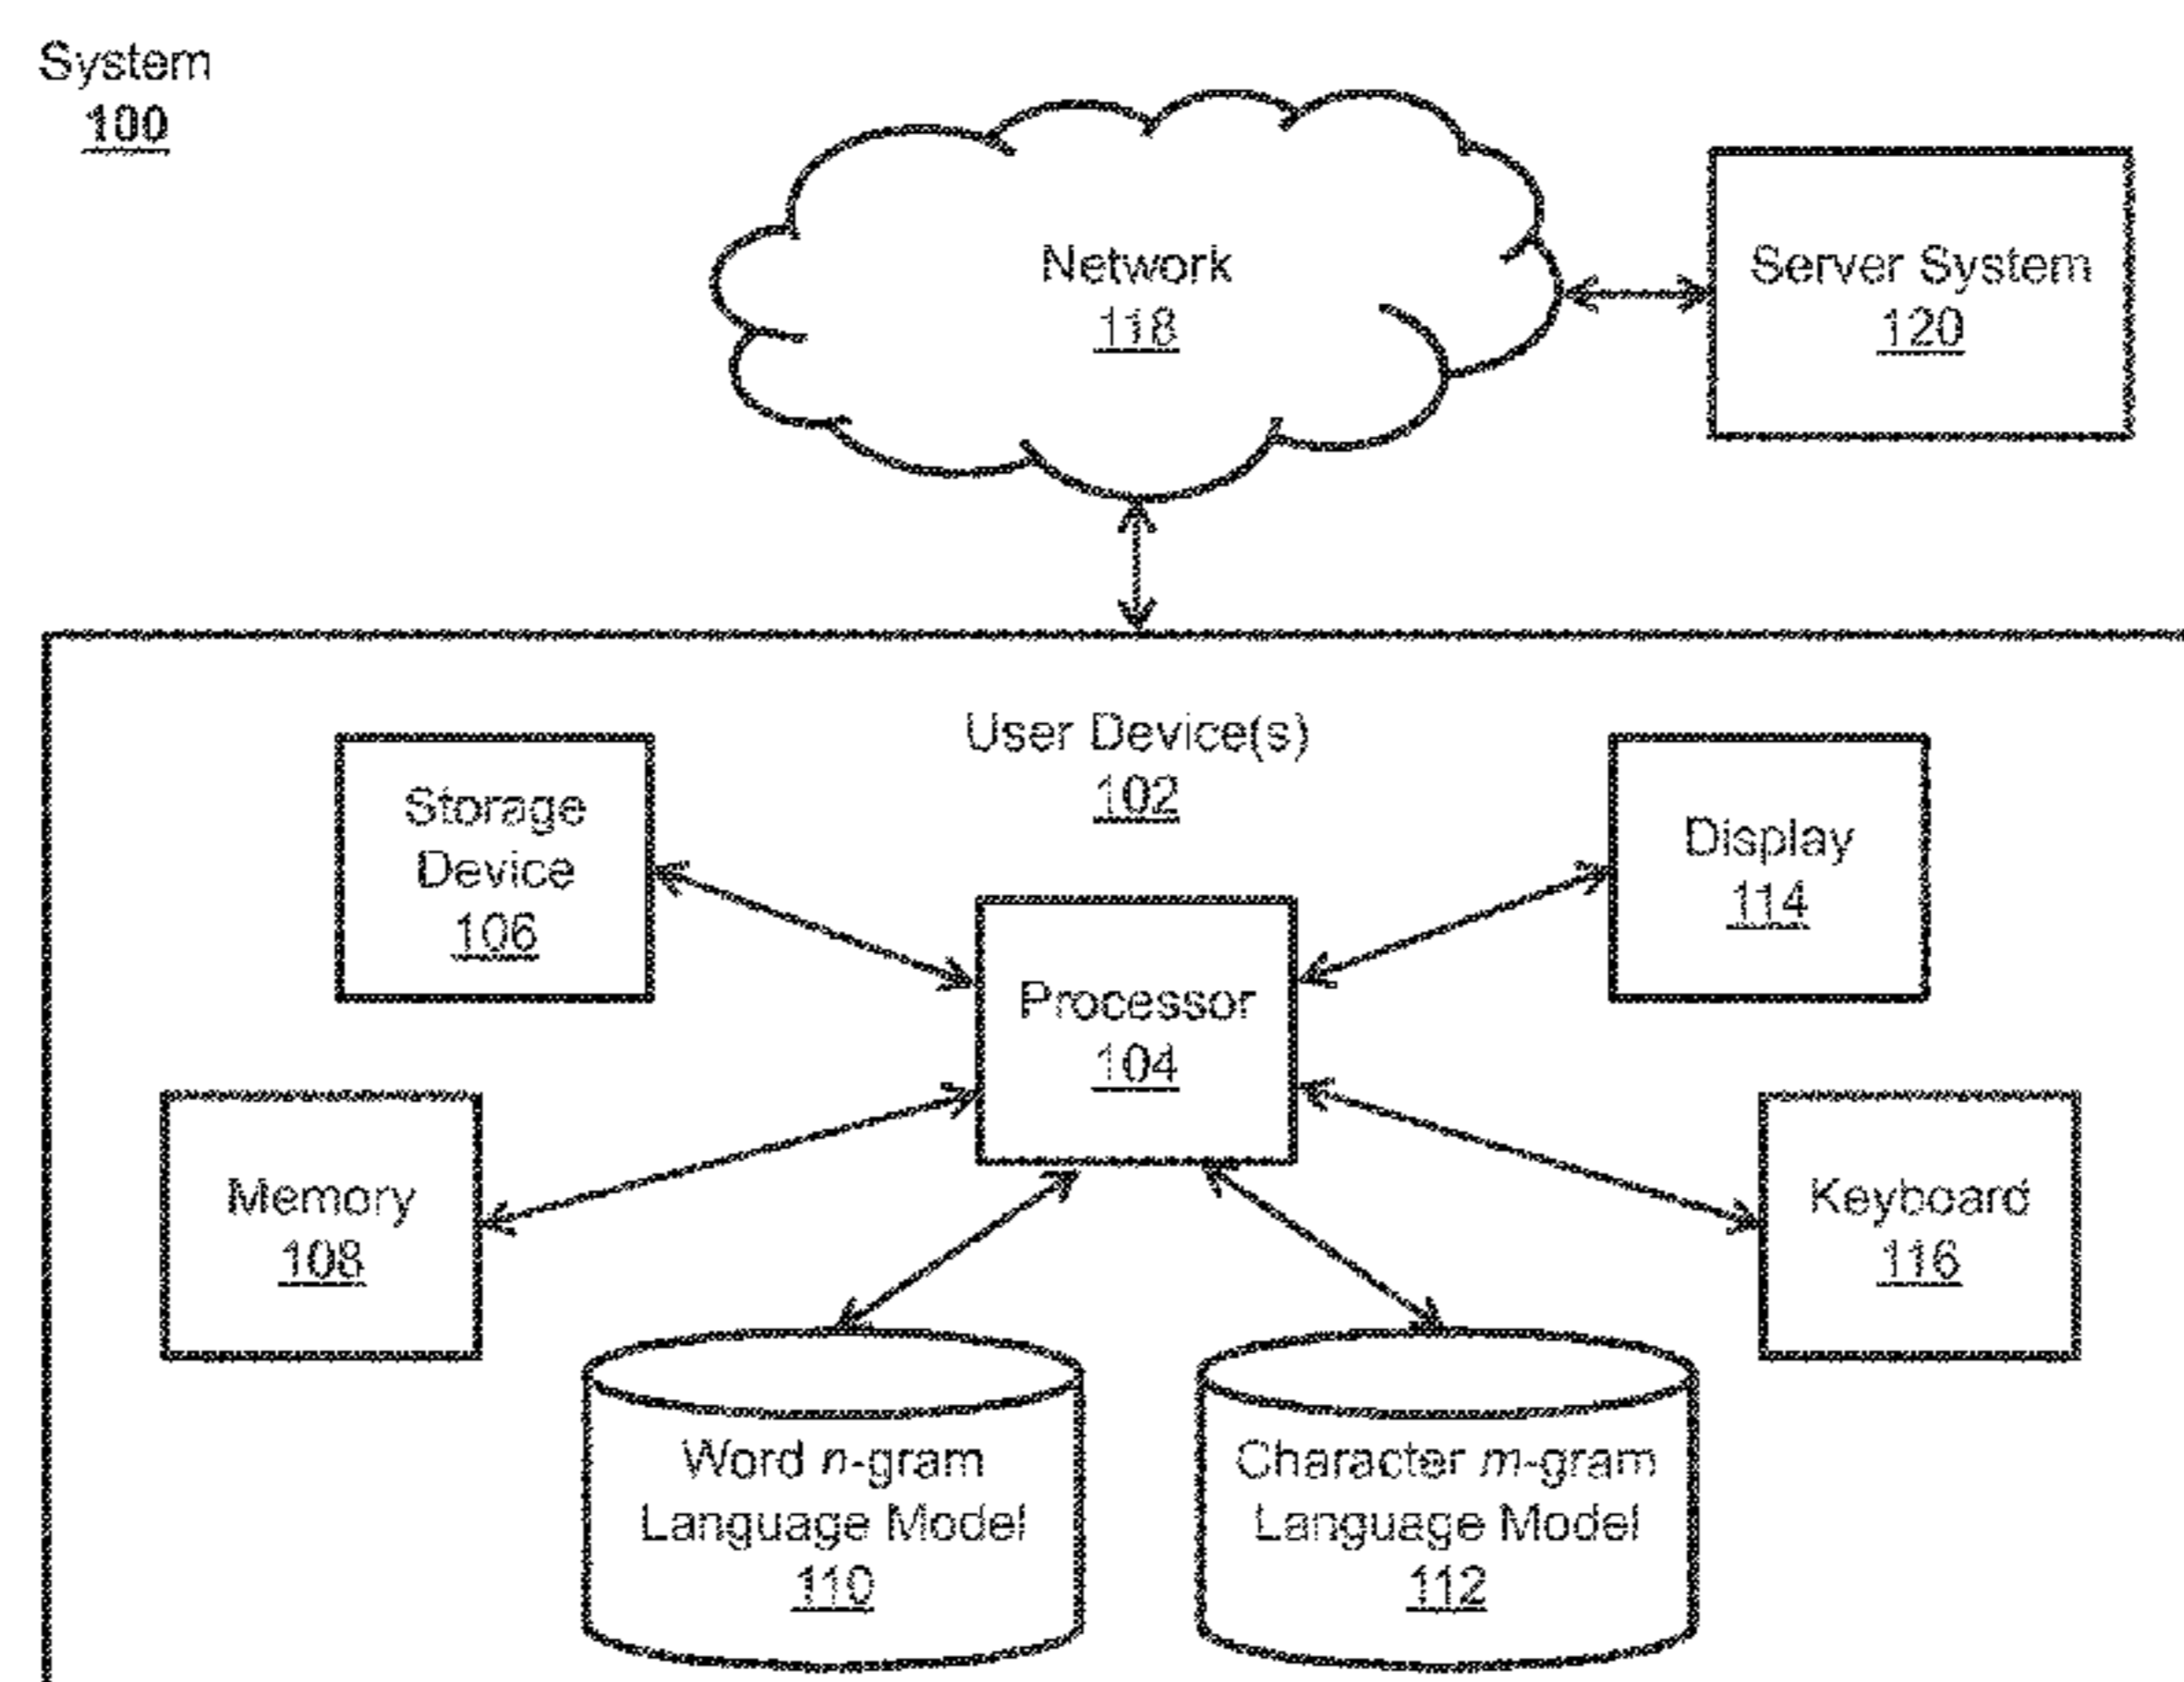 System
100
Network
118
Server System
120
User Device(s)
102
Storage
Device
106
Display
114
Processor
104
Memory
108
Keyboard
116
Word n-gram
Language Model
110
Character m-gram
Language Model
112